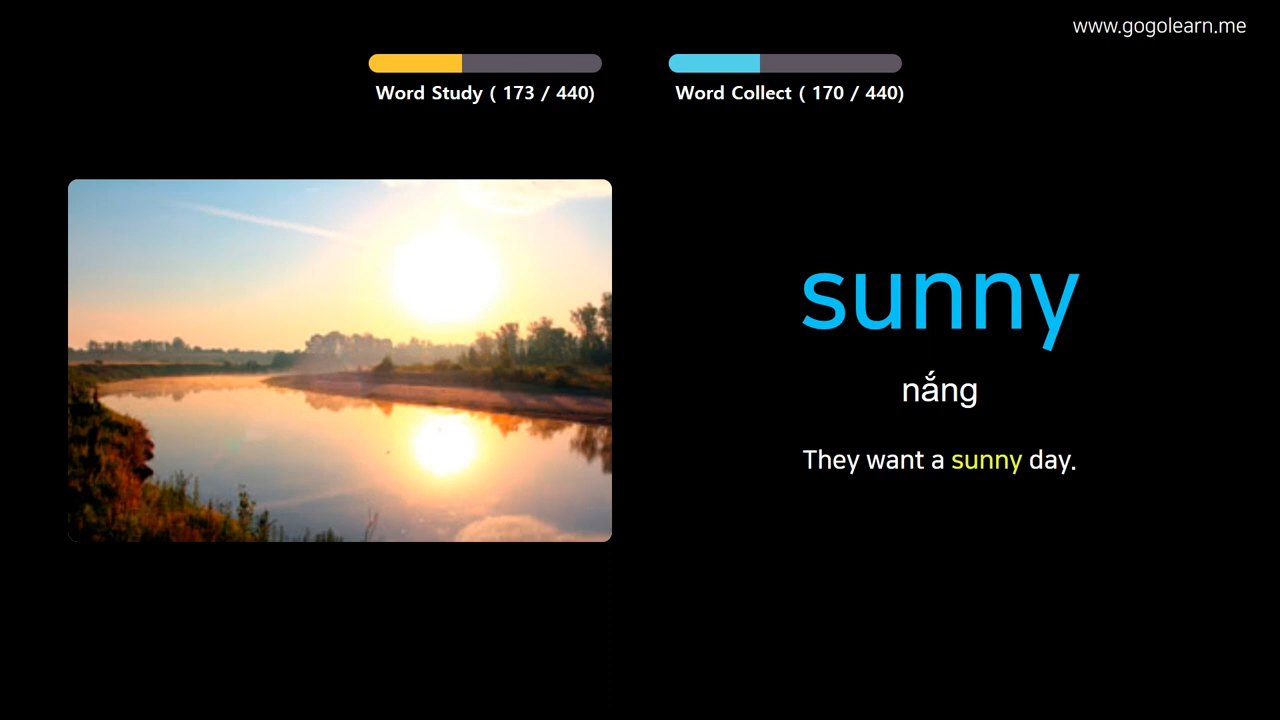 www.gogolearn.me
Word Study ( 173 / 440)
Word Collect ( 170 / 440)
sunny
nắng
They want a sunny day.